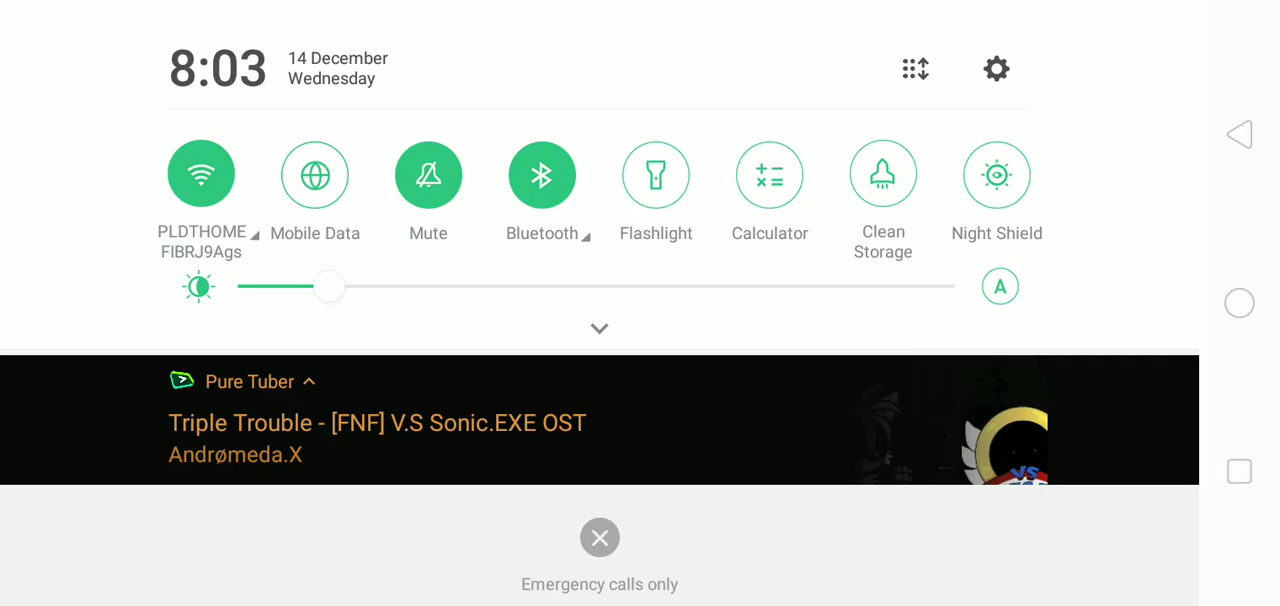 8:03
14 December
Wednesday
PLDTHOME
FIBRJ9Ags
Mobile Data
Mute
Bluetooth
Flashlight
Calculator
Clean
Storage
Night Shield
A
Pure Tuber
Triple Trouble - [FNF] V.S Sonic.EXE OST
Andrømeda.X
VS
Emergency calls only